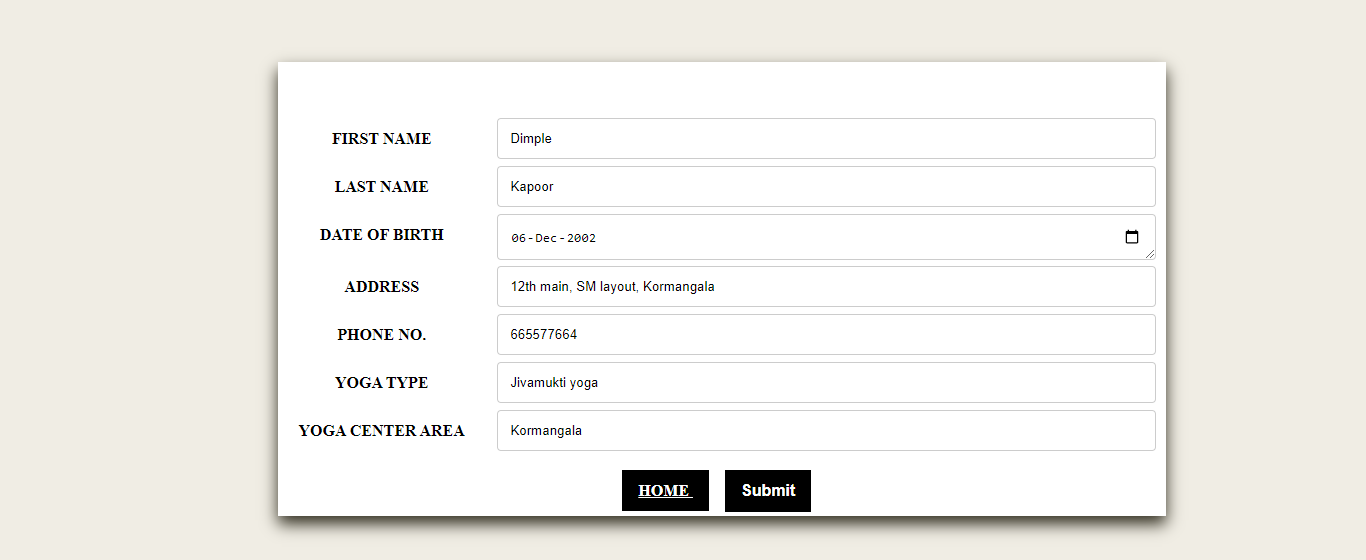 FIRST NAME Dimple
LAST NAME Kapoor
DATE OF BIRTH 06-Dec-2002
ADDRESS 12th main, SM layout, Kormangala
PHONE NO. 665577664
YOGA TYPE Jivamukti yoga
YOGA CENTER AREA Kormangala
HOME Submit